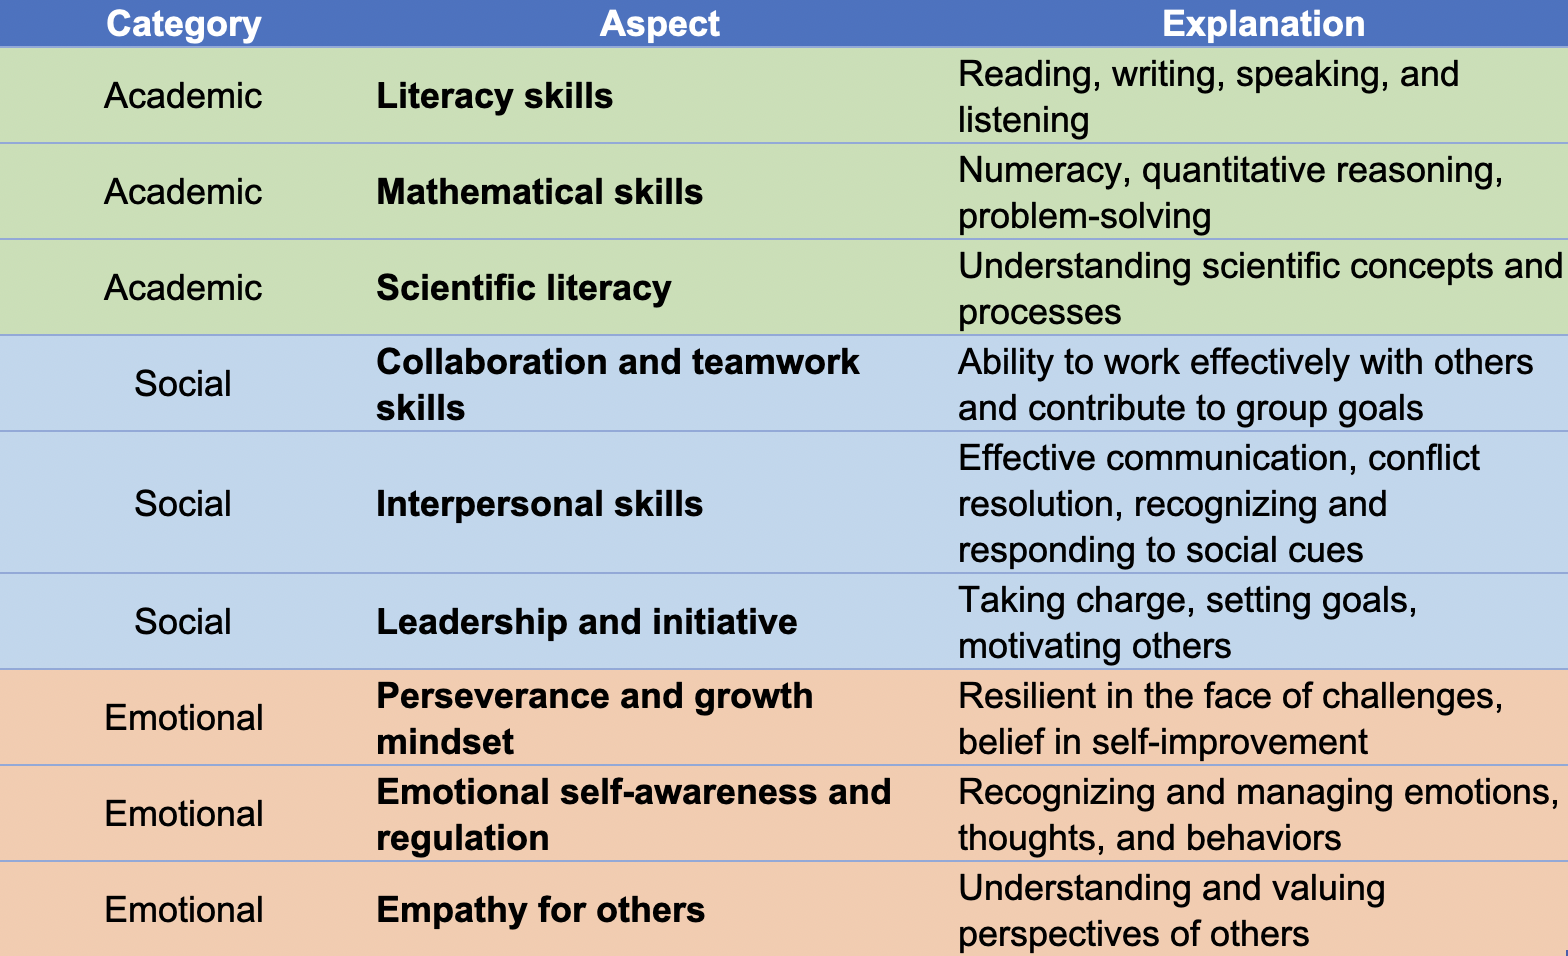 Category Aspect Explanation
Academic Literacy skills Reading, writing, speaking, and
listening
Academic Mathematical skills Numeracy, quantitative reasoning,
problem-solving
Academic Scientific literacy Understanding scientific concepts and
processes
Social Collaboration and teamwork
skills Ability to work effectively with others
and contribute to group goals
Social Interpersonal skills Effective communication, conflict
resolution, recognizing and
responding to social cues
Social Leadership and initiative Taking charge, setting goals,
motivating others
Emotional Perseverance and growth
mindset Resilient in the face of challenges,
belief in self-improvement
Emotional Emotional self-awareness and
regulation Recognizing and managing emotions,
thoughts, and behaviors
Emotional Empathy for others Understanding and valuing
perspectives of others